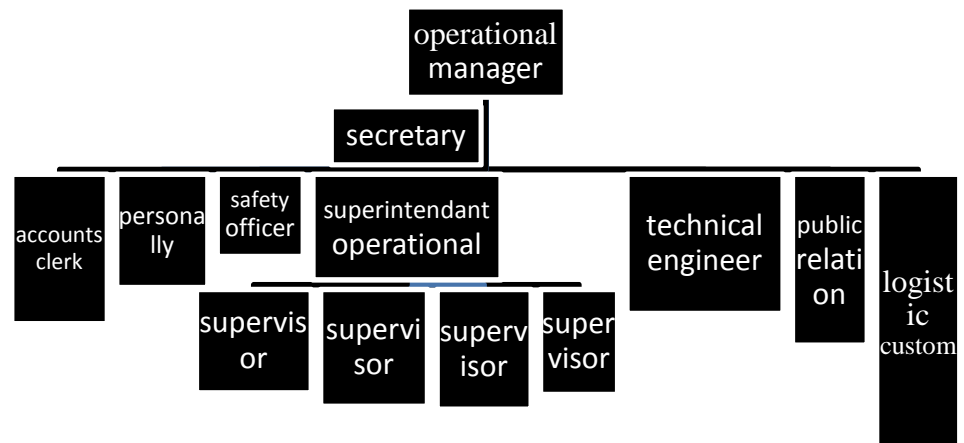 operational
manager
secretary
accounts
clerk
persona
lly
safety
officer
superintendant
operational
technical
engineer
public
relati
on
logist
ic
custom
supervis
or
supervi
sor
superv
isor
super
visor